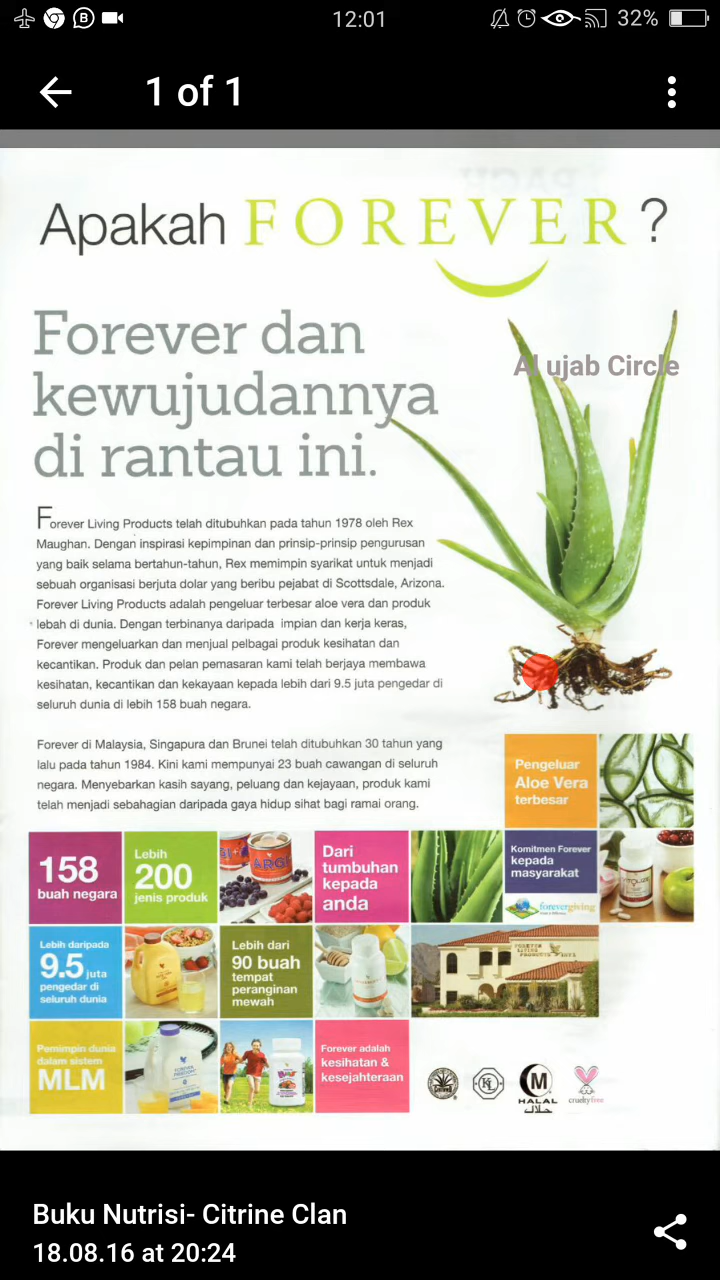 12:01
32%
1 of 1
Apakah FOREVER ?
Forever dan
kewujudannya
di rantau ini.
Al ujab Circle
Forever Living Products telah ditubuhkan pada tahun 1978 oleh Rex
Maughan. Dengan inspirasi kepimpinan dan prinsip-prinsip pengurusan
yang baik selama bertahun-tahun, Rex memimpin syarikat untuk menjadi
sebuah organisasi berjuta dolar yang beribu pejabat di Scottsdale, Arizona.
Forever Living Products adalah pengeluar terbesar aloe vera dan produk
lebah di dunia. Dengan terbinanya daripada impian dan kerja keras,
Forever mengeluarkan dan menjual pelbagai produk kesihatan dan
kecantikan. Produk dan pelan pemasaran kami telah berjaya membawa
kesihatan, kecantikan dan kekayaan kepada lebih dari 9.5 juta pengedar di
seluruh dunia di lebih 158 buah negara.
Forever di Malaysia, Singapura dan Brunei telah ditubuhkan 30 tahun yang
lalu pada tahun 1984. Kini kami mempunyai 23 buah cawangan di seluruh
negara. Menyebarkan kasih sayang, peluang dan kejayaan, produk kami
telah menjadi sebahagian daripada gaya hidup sihat bagi ramai orang.
Pengeluar
Aloe Vera
terbesar
158
buah negara
Lebih
200
jenis produk
ARGI
Dari
tumbuhan
kepada
anda
Komitmen Forever
kepada
masyarakat
forevergiving
Lebih daripada
9.5 juta
pengedar di
seluruh dunia
Lebih dari
90 buah
tempat
peranginan
mewah
FOREVER
LIVING
PRODUCTS
Pemimpin dunia
dalam sistem
MLM
Forever adalah
kesihatan &
kesejahteraan
K
M
HALAL
حلال
crueltyfree
Buku Nutrisi- Citrine Clan
18.08.16 at 20:24